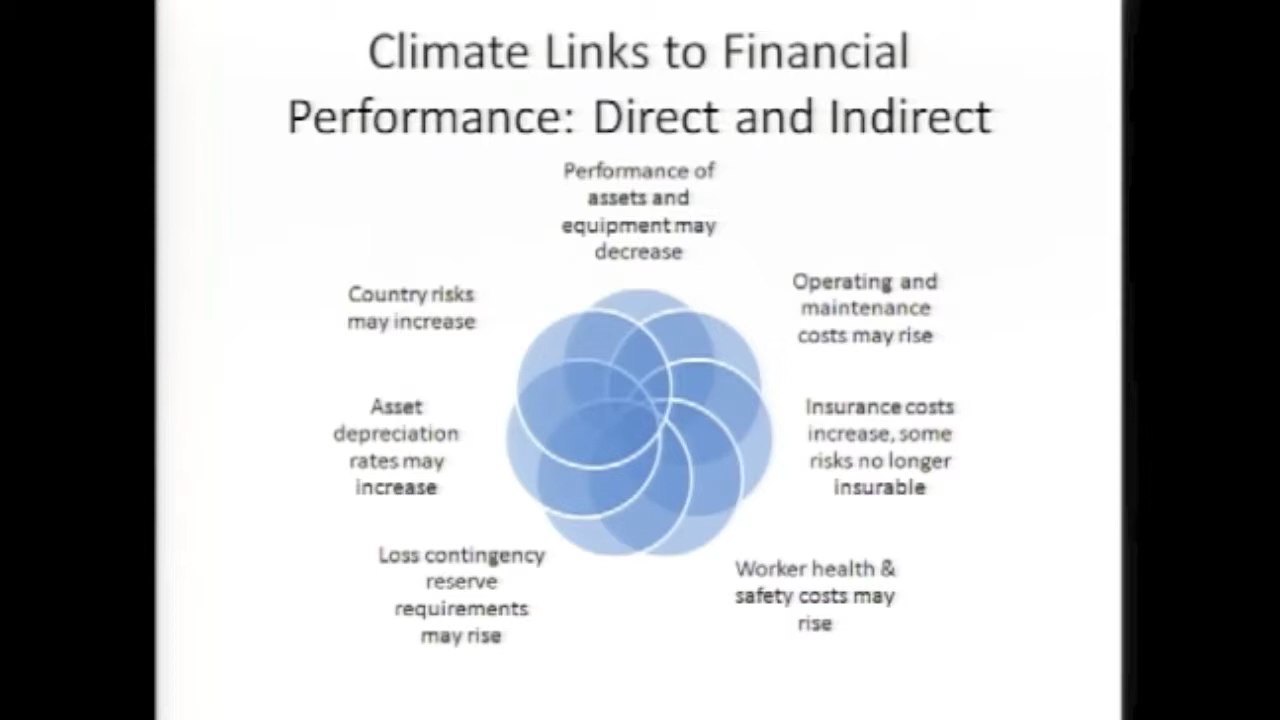 Climate Links to Financial
Performance: Direct and Indirect
Performance of
assets and
equipment may
decrease
Operating and
maintenance
costs may rise
Insurance costs
increase, some
risks no longer
insurable
Worker health &
safety costs may
rise
Loss contingency
reserve
requirements
may rise
Asset
depreciation
rates may
increase
Country risks
may increase